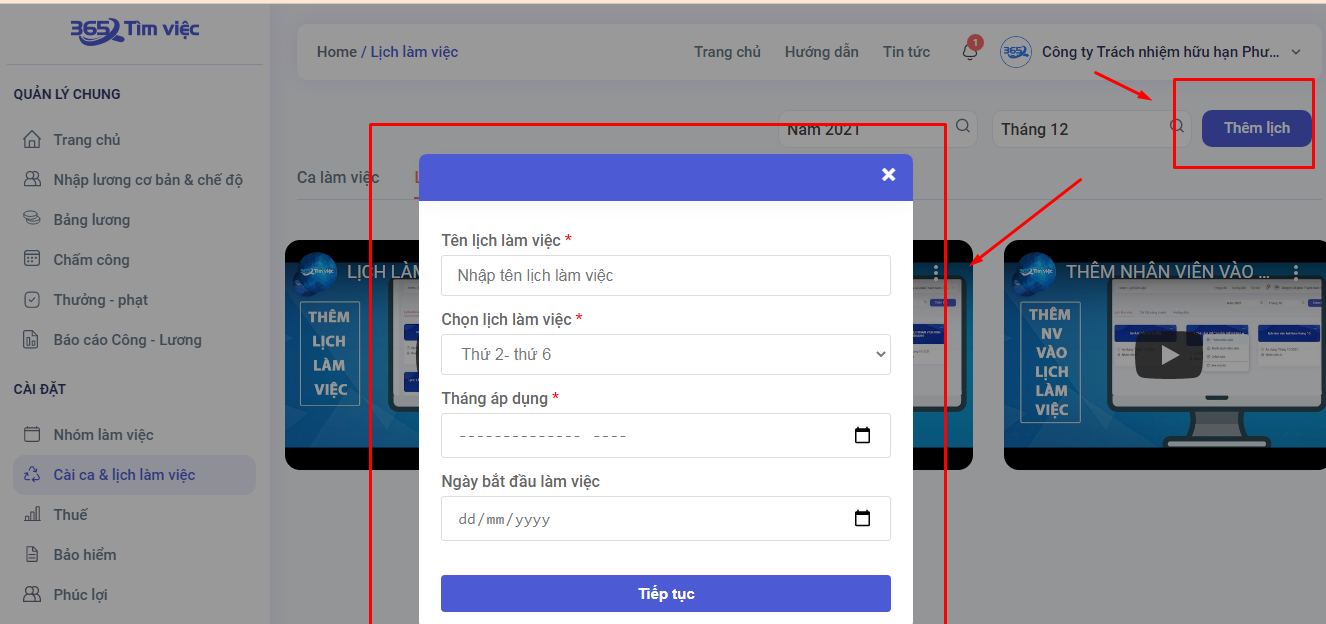 365 Tìm việc
Home / Lịch làm việc
Trang chủ
Hướng dẫn
Tin tức
1
365
Công ty Trách nhiệm hữu hạn Phư...
QUẢN LÝ CHUNG
Trang chủ
Nhập lương cơ bản & chế độ
Bảng lương
Chấm công
Thưởng - phạt
Báo cáo Công - Lương
CÀI ĐẶT
Nhóm làm việc
Cài ca & lịch làm việc
Thuế
Bảo hiểm
Phúc lợi
Năm 2021
Tháng 12
Thêm lịch
Ca làm việc
Tên lịch làm việc *
Nhập tên lịch làm việc
Chọn lịch làm việc *
Thứ 2- thứ 6
Tháng áp dụng *
-------------- ----
Ngày bắt đầu làm việc
dd/mm/yyyy
Tiếp tục
LỊCH LÀM
THÊM
LỊCH
LÀM
VIỆC
THÊM NHÂN VIÊN VÀO ...
THÊM
NV
VÀO
LỊCH
LÀM
VIỆC